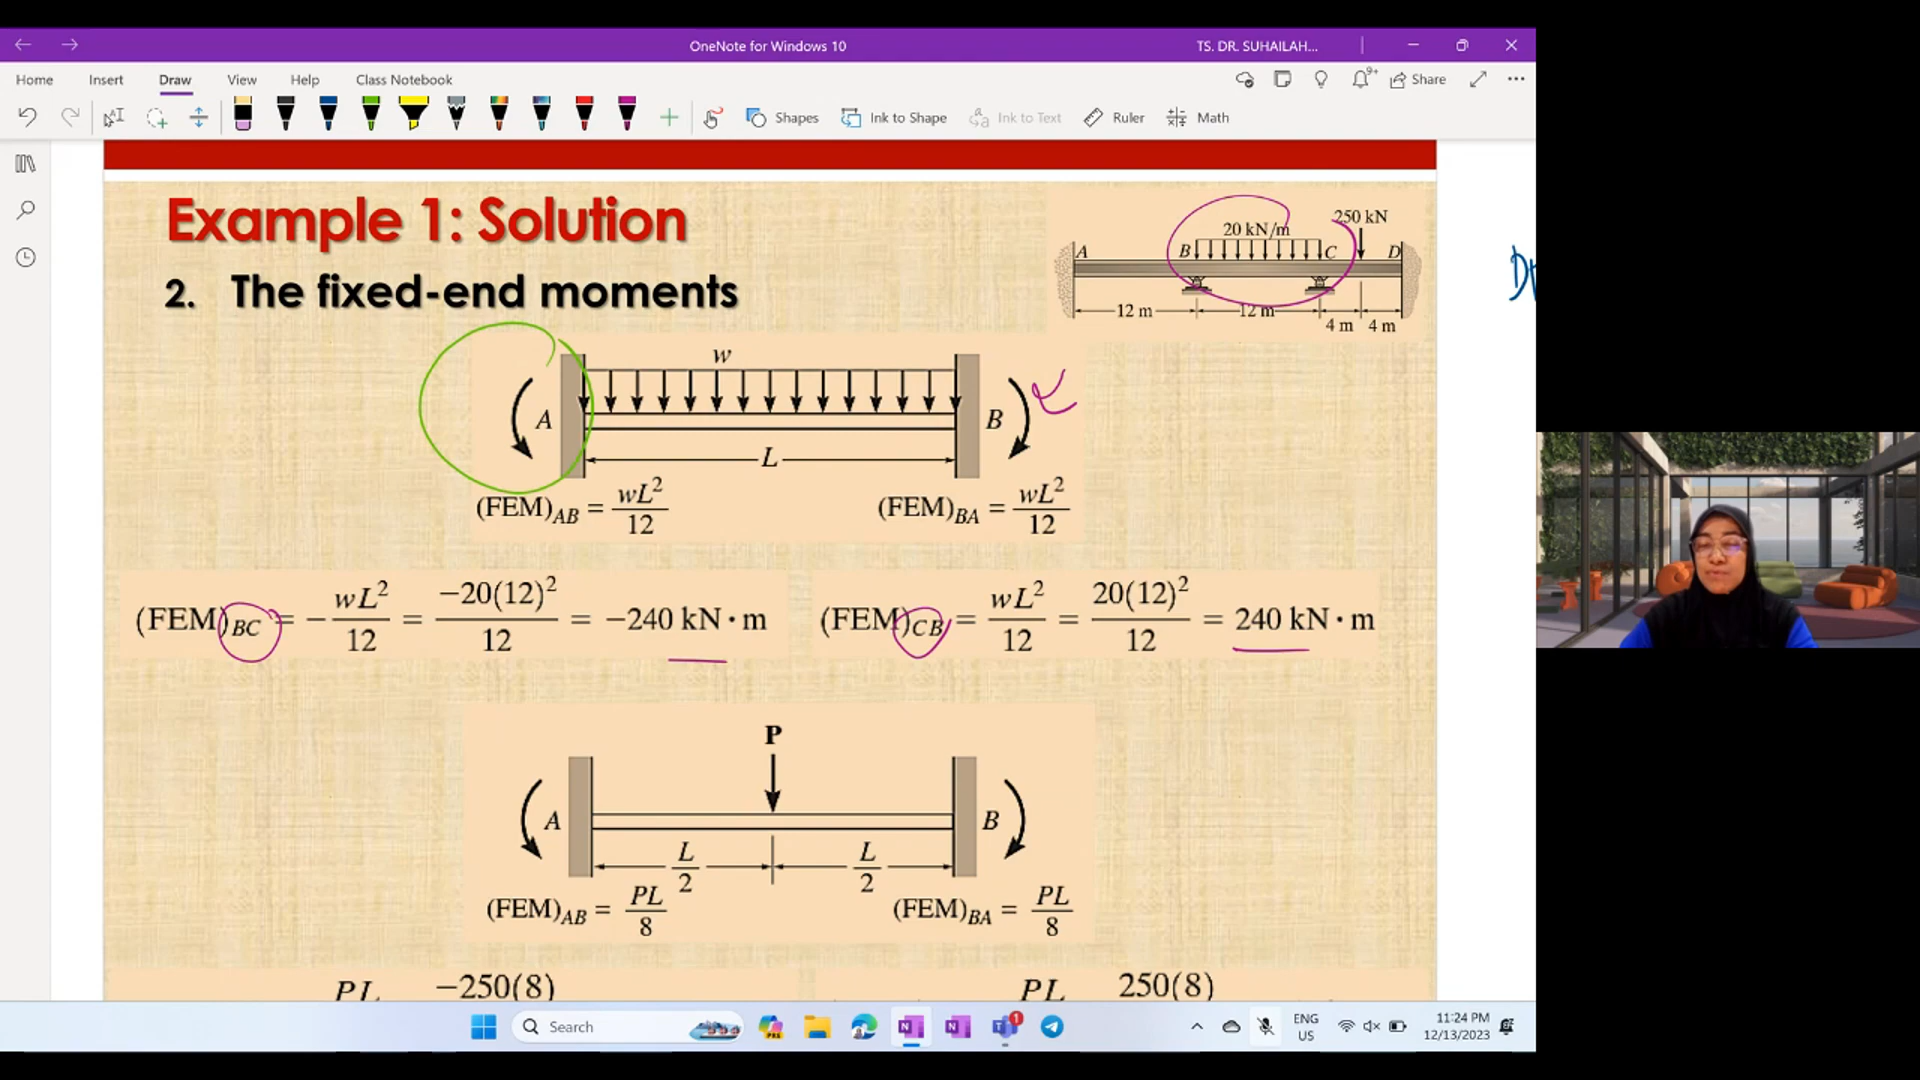 OneNote for Windows 10
TS. DR. SUHAILAH...
Home Insert Draw View Help Class Notebook
9+ Share
Shapes Ink to Shape Ink to Text Ruler Math
Example 1: Solution
2. The fixed-end moments
20 kN/m 250 kN
A B C D
12 m 12 m 4 m 4 m
w
A B
L
(FEM)AB = wL²/12 (FEM)BA = wL²/12
(FEM)BC = −wL²/12 = −20(12)²/12 = −240 kN·m (FEM)CB = wL²/12 = 20(12)²/12 = 240 kN·m
P
A B
L/2 L/2
(FEM)AB = PL/8 (FEM)BA = PL/8
PL −250(8) PL 250(8)
Search
PRE
1
ENG
US
11:24 PM
12/13/2023